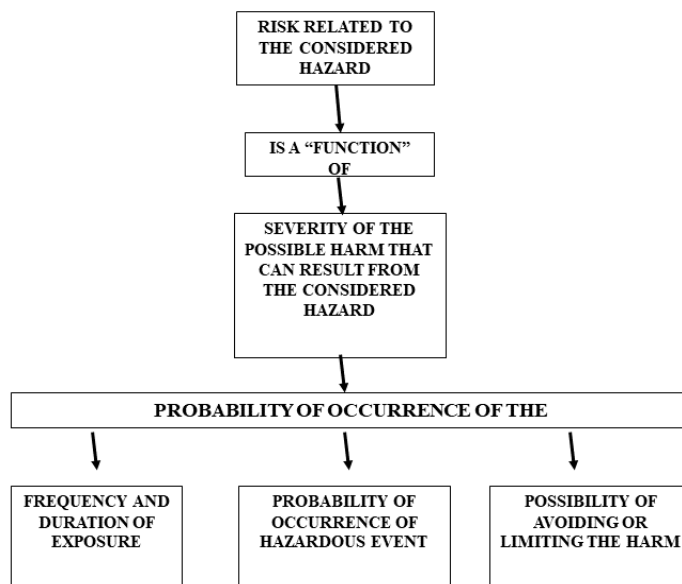 RISK RELATED TO
THE CONSIDERED
HAZARD
IS A “FUNCTION”
OF
SEVERITY OF THE
POSSIBLE HARM THAT
CAN RESULT FROM
THE CONSIDERED
HAZARD
PROBABILITY OF OCCURRENCE OF THE
FREQUENCY AND
DURATION OF
EXPOSURE
PROBABILITY OF
OCCURRENCE OF
HAZARDOUS EVENT
POSSIBILITY OF
AVOIDING OR
LIMITING THE HARM